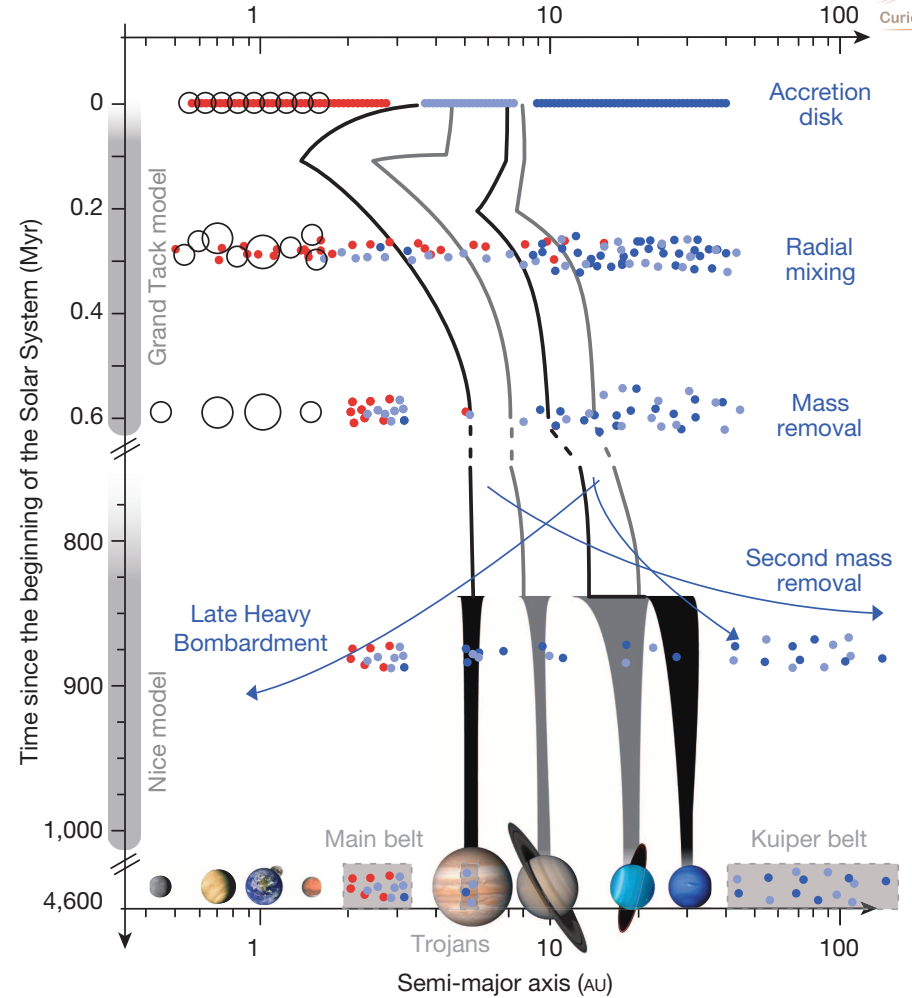 1 10 100
Curi
0
Accretion
disk
0.2
Radial
mixing
0.4
0.6
Mass
removal
Grand Tack model
Time since the beginning of the Solar System (Myr)
800
Second mass
removal
Late Heavy
Bombardment
900
Nice model
1,000
Main belt
Kuiper belt
4,600
Trojans
1 10 100
Semi-major axis (AU)